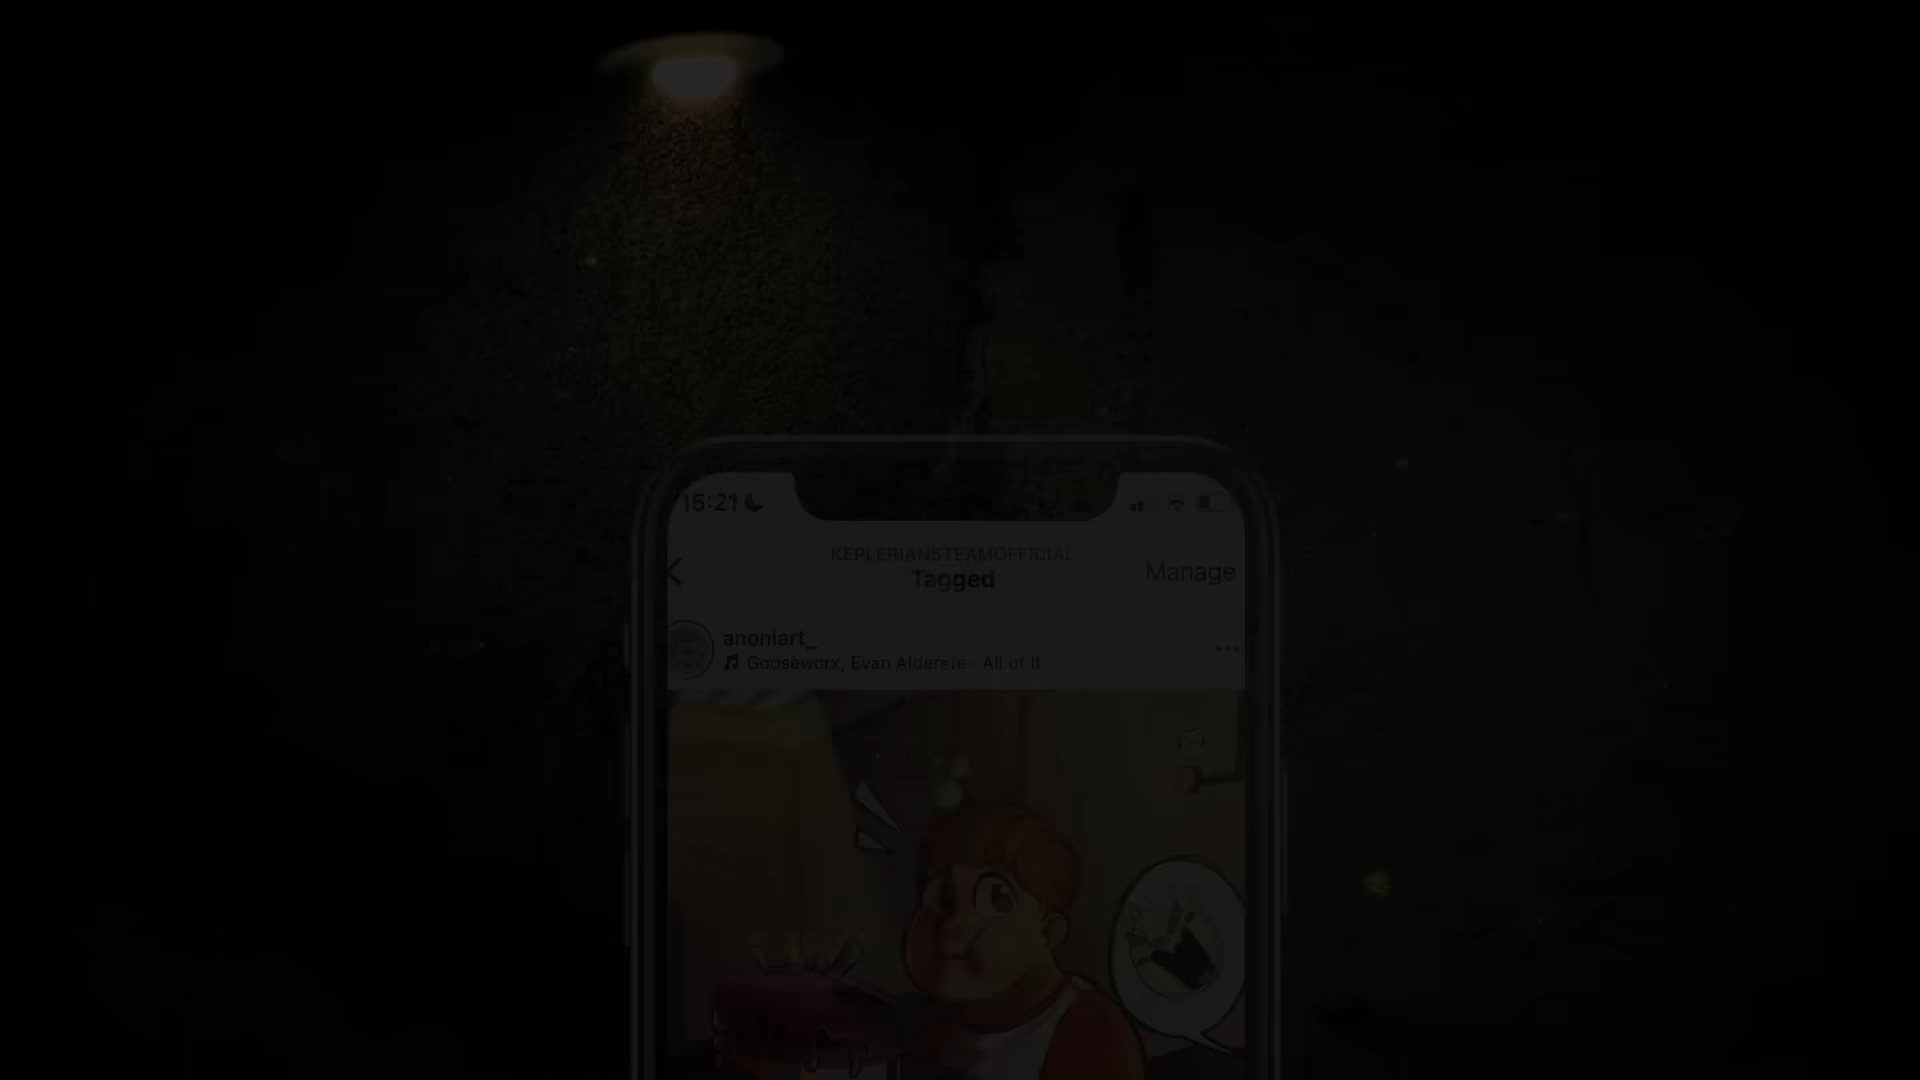 15:21
KEPLERIANSTEAMOFFICIAL
Tagged
Manage
anoniart_
Gooseworx, Evan Alderete · All of It